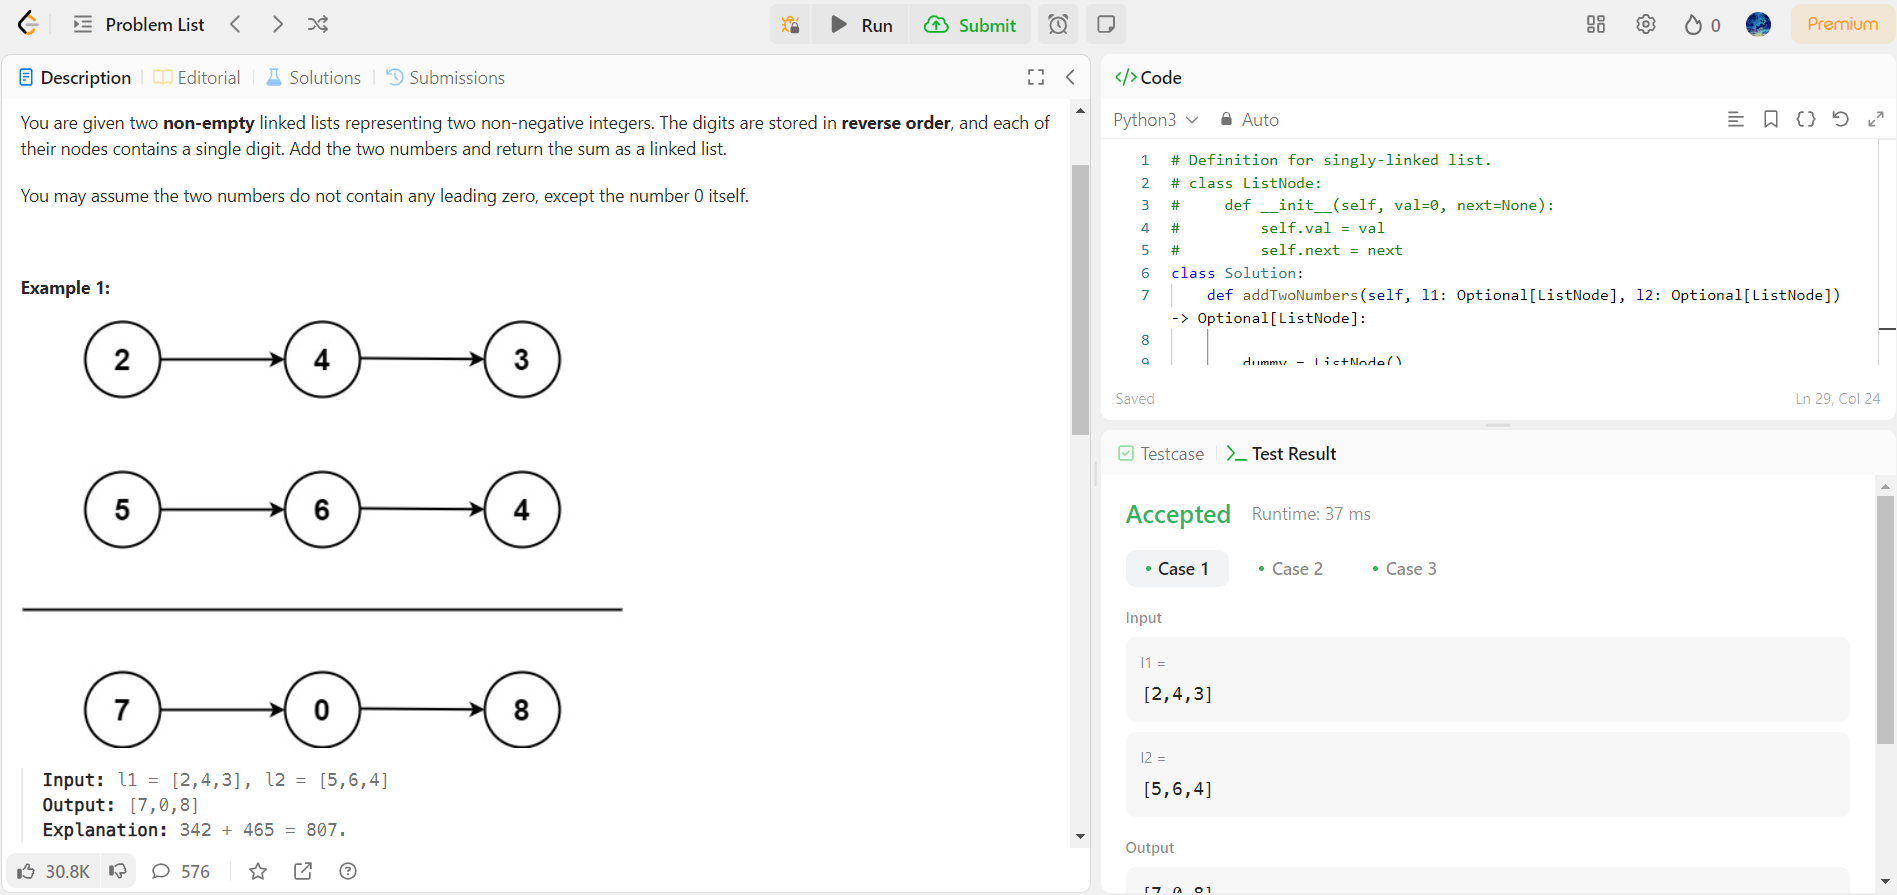 Problem List
Run
Submit
0
Premium
Description
Editorial
Solutions
Submissions
You are given two non-empty linked lists representing two non-negative integers. The digits are stored in reverse order, and each of
their nodes contains a single digit. Add the two numbers and return the sum as a linked list.
You may assume the two numbers do not contain any leading zero, except the number 0 itself.
Example 1:
2 4 3
5 6 4
7 0 8
Input: l1 = [2,4,3], l2 = [5,6,4]
Output: [7,0,8]
Explanation: 342 + 465 = 807.
30.8K
576
</> Code
Python3
Auto
1 # Definition for singly-linked list.
2 # class ListNode:
3 #     def __init__(self, val=0, next=None):
4 #         self.val = val
5 #         self.next = next
6 class Solution:
7     def addTwoNumbers(self, l1: Optional[ListNode], l2: Optional[ListNode])
-> Optional[ListNode]:
8
9         dummy = ListNode()
Saved
Ln 29, Col 24
Testcase
>_ Test Result
Accepted
Runtime: 37 ms
• Case 1
• Case 2
• Case 3
Input
l1 =
[2,4,3]
l2 =
[5,6,4]
Output
[7,0,8]